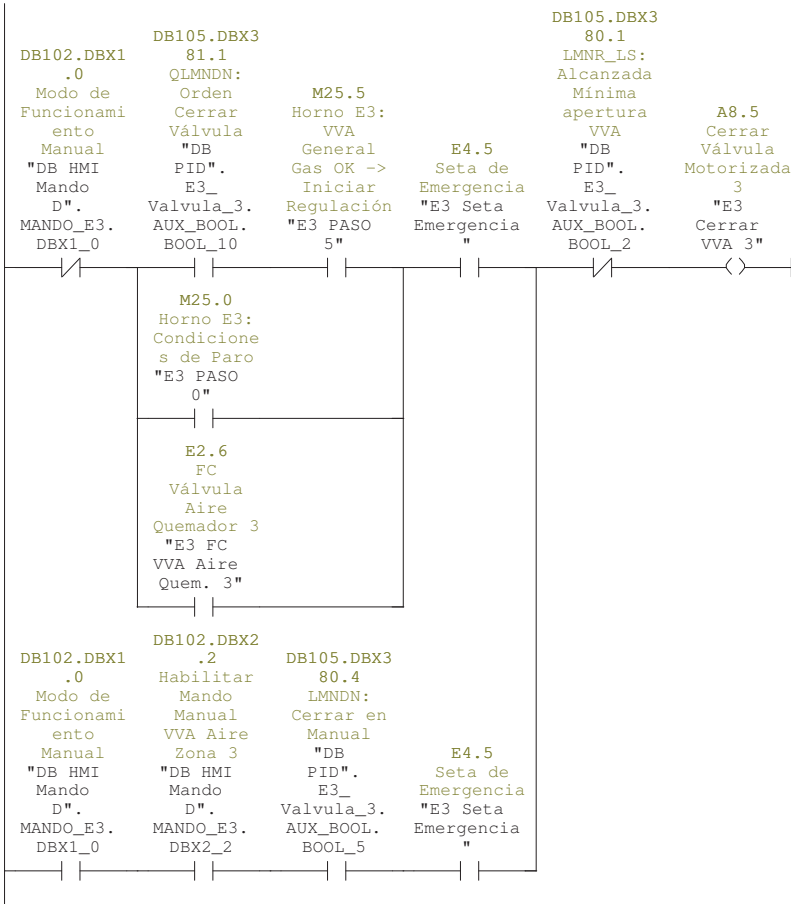 DB102.DBX1
.0
Modo de
Funcionami
ento
Manual
"DB HMI
Mando
D".
MANDO_E3.
DBX1_0
DB105.DBX3
81.1
QLMNDN:
Orden
Cerrar
Válvula
"DB
PID".
E3_
Valvula_3.
AUX_BOOL.
BOOL_10
M25.5
Horno E3:
VVA
General
Gas OK ->
Iniciar
Regulación
"E3 PASO
5"
E4.5
Seta de
Emergencia
"E3 Seta
Emergencia
"
DB105.DBX3
80.1
LMNR_LS:
Alcanzada
Mínima
apertura
VVA
"DB
PID".
E3_
Valvula_3.
AUX_BOOL.
BOOL_2
A8.5
Cerrar
Válvula
Motorizada
3
"E3
Cerrar
VVA 3"
M25.0
Horno E3:
Condicione
s de Paro
"E3 PASO
0"
E2.6
FC
Válvula
Aire
Quemador 3
"E3 FC
VVA Aire
Quem. 3"
DB102.DBX1
.0
Modo de
Funcionami
ento
Manual
"DB HMI
Mando
D".
MANDO_E3.
DBX1_0
DB102.DBX2
.2
Habilitar
Mando
Manual
VVA Aire
Zona 3
"DB HMI
Mando
D".
MANDO_E3.
DBX2_2
DB105.DBX3
80.4
LMNDN:
Cerrar en
Manual
"DB
PID".
E3_
Valvula_3.
AUX_BOOL.
BOOL_5
E4.5
Seta de
Emergencia
"E3 Seta
Emergencia
"